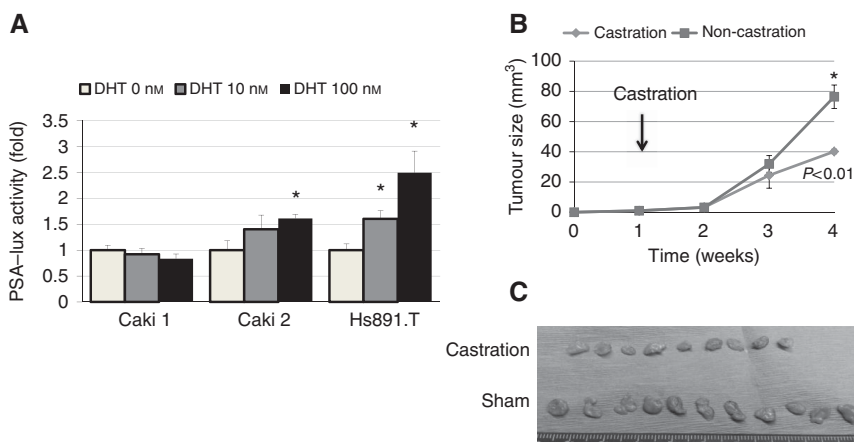 A
DHT 0 nM DHT 10 nM DHT 100 nM
PSA–lux activity (fold)
3.5
3
2.5
2
1.5
1
0.5
0
*
*
*
Caki 1 Caki 2 Hs891.T
B
Castration Non-castration
Tumour size (mm³)
100
80
60
40
20
0
Castration
*
P<0.01
0 1 2 3 4
Time (weeks)
C
Castration
Sham